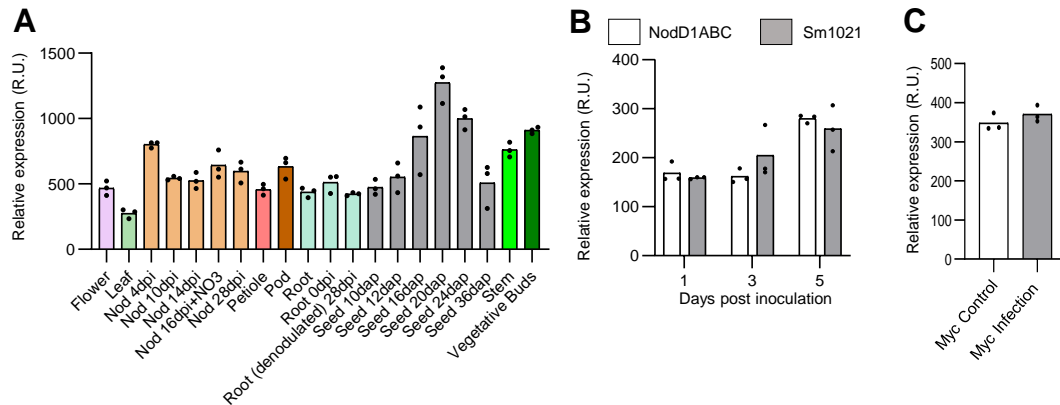 A
Relative expression (R.U.)
1500
1000
500
0
Flower
Leaf
Nod 4dpi
Nod 10dpi
Nod 14dpi
Nod 16dpi+NO3
Nod 28dpi
Petiole
Pod
Root
Root 0dpi
Root (denodulated) 28dpi
Seed 10dap
Seed 12dap
Seed 16dap
Seed 20dap
Seed 24dap
Seed 36dap
Stem
Vegetative Buds
B
NodD1ABC
Sm1021
Relative expression (R.U.)
400
300
200
100
0
1 3 5
Days post inoculation
C
Relative expression (R.U.)
500
400
300
200
100
0
Myc Control
Myc Infection